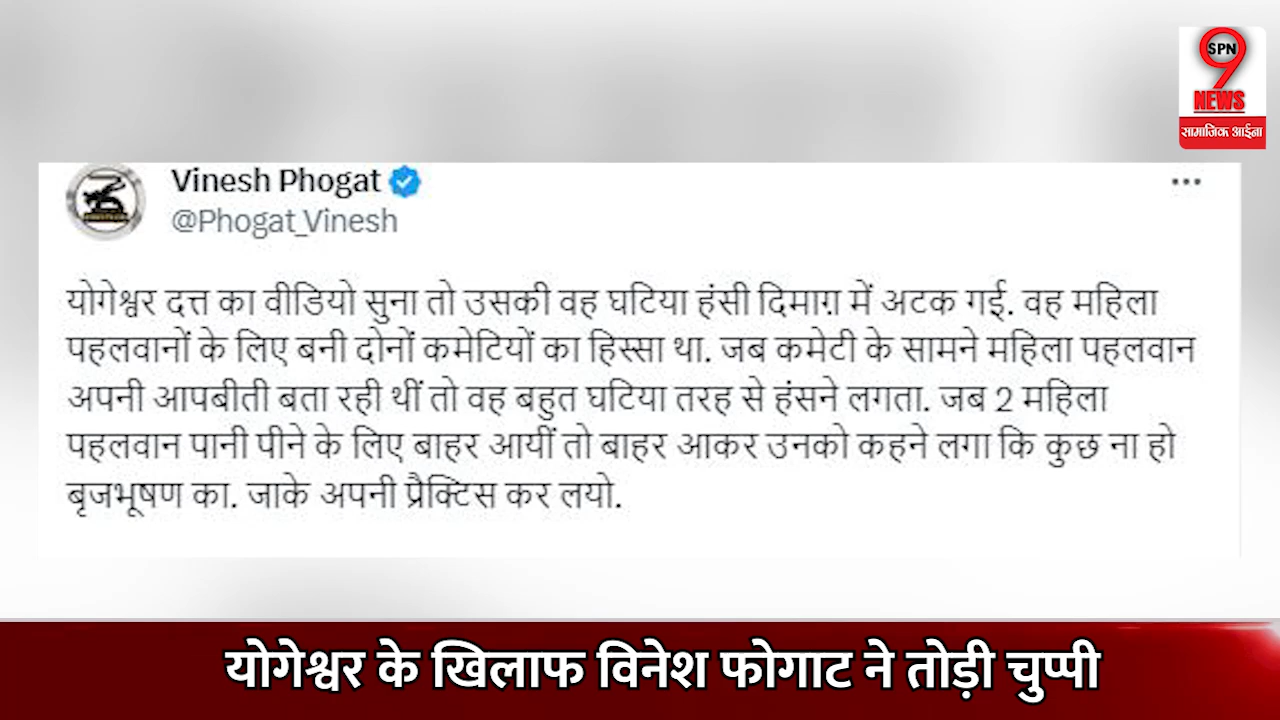 SPN
9
NEWS
सामाजिक आईना
Vinesh Phogat
@Phogat_Vinesh
योगेश्वर दत्त का वीडियो सुना तो उसकी वह घटिया हंसी दिमाग़ में अटक गई. वह महिला
पहलवानों के लिए बनी दोनों कमेटियों का हिस्सा था. जब कमेटी के सामने महिला पहलवान
अपनी आपबीती बता रही थीं तो वह बहुत घटिया तरह से हंसने लगता. जब 2 महिला
पहलवान पानी पीने के लिए बाहर आयीं तो बाहर आकर उनको कहने लगा कि कुछ ना हो
बृजभूषण का. जाके अपनी प्रैक्टिस कर लयो.
योगेश्वर के खिलाफ विनेश फोगाट ने तोड़ी चुप्पी